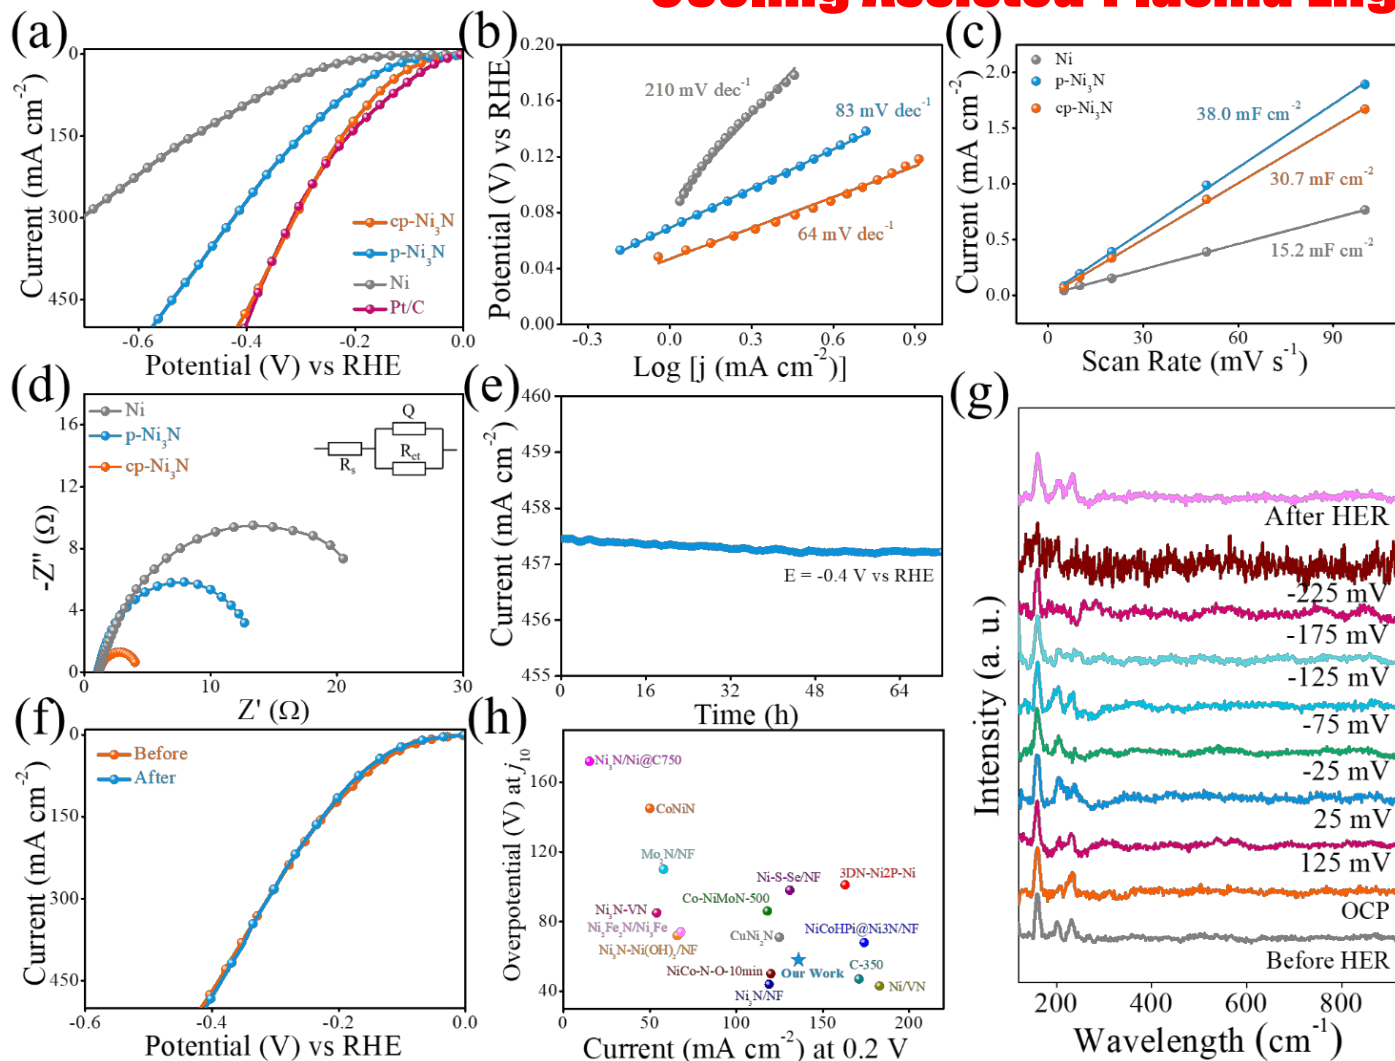 Cooling Assisted Plasma Eng
(a)
0
150
300
450
Current (mA cm⁻²)
-0.6
-0.4
-0.2
0.0
Potential (V) vs RHE
cp-Ni₃N
p-Ni₃N
Ni
Pt/C
(b)
0.20
0.16
0.12
0.08
0.04
0.00
Potential (V) vs RHE
210 mV dec⁻¹
83 mV dec⁻¹
64 mV dec⁻¹
-0.3
0.0
0.3
0.6
0.9
Log [j (mA cm⁻²)]
(c)
Ni
p-Ni₃N
cp-Ni₃N
2.0
1.5
1.0
0.5
0.0
Current (mA cm⁻²)
38.0 mF cm⁻²
30.7 mF cm⁻²
15.2 mF cm⁻²
0
30
60
90
Scan Rate (mV s⁻¹)
(d)
Ni
p-Ni₃N
cp-Ni₃N
Q
Rₛ
R_ct
16
12
8
4
0
-Z'' (Ω)
0
10
20
30
Z' (Ω)
(e)
460
459
458
457
456
455
Current (mA cm⁻²)
E = -0.4 V vs RHE
0
16
32
48
64
Time (h)
(f)
Before
After
0
150
300
450
Current (mA cm⁻²)
-0.6
-0.4
-0.2
0.0
Potential (V) vs RHE
(g)
Intensity (a. u.)
After HER
-225 mV
-175 mV
-125 mV
-75 mV
-25 mV
25 mV
125 mV
OCP
Before HER
200
400
600
800
Wavelength (cm⁻¹)
(h)
160
120
80
40
Overpotential (V) at j₁₀
Ni₃N/Ni@C750
CoNiN
Mo₂N/NF
Ni-S-Se/NF
3DN-Ni2P-Ni
Co-NiMoN-500
Ni₃N-VN
Ni₂Fe₂N/Ni₃Fe
Ni₃N-Ni(OH)₂/NF
CuNi₂N
NiCoHPi@Ni3N/NF
NiCo-N-O-10min
Our Work
C-350
Ni₃N/NF
Ni/VN
0
50
100
150
200
Current (mA cm⁻²) at 0.2 V